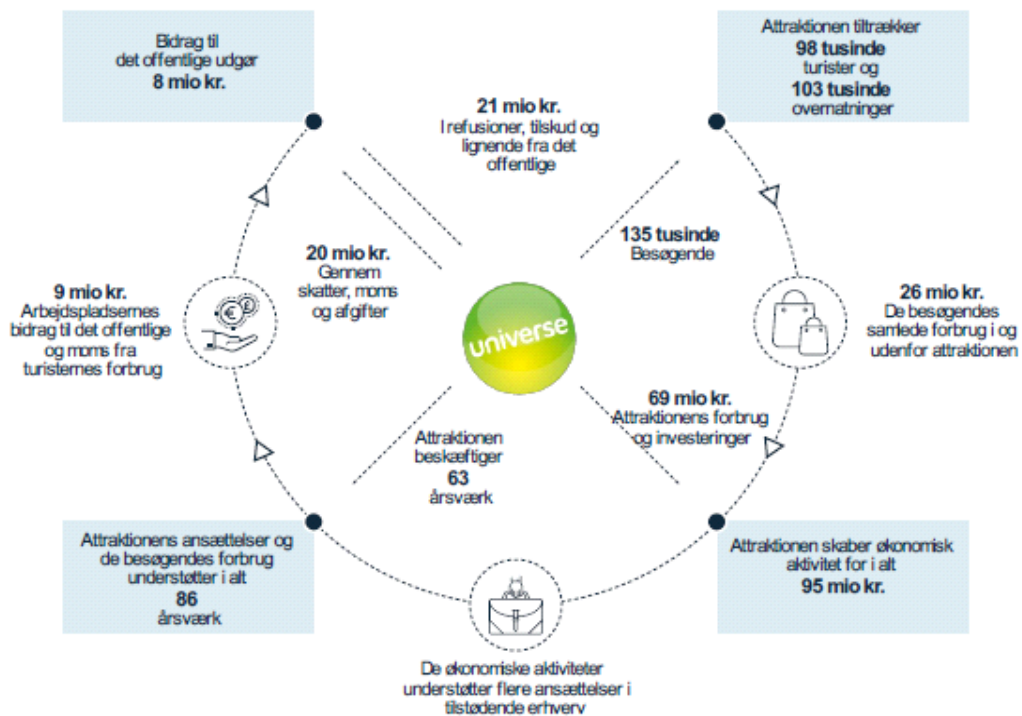 Bidrag til
det offentlige udgør
8 mio kr.
Attraktionen tiltrækker
98 tusinde
turister og
103 tusinde
overnatninger
21 mio kr.
I refusioner, tilskud og
lignende fra det
offentlige
135 tusinde
Besøgende
20 mio kr.
Gennem
skatter, moms
og afgifter
9 mio kr.
Arbejdspladsernes
bidrag til det offentlige
og moms fra
turisternes forbrug
universe
26 mio kr.
De besøgendes
samlede forbrug i og
udenfor attraktionen
69 mio kr.
Attraktionens forbrug
og investeringer
Attraktionen
beskæftiger
63
årsværk
Attraktionens ansættelser og
de besøgendes forbrug
understøtter i alt
86
årsværk
Attraktionen skaber økonomisk
aktivitet for i alt
95 mio kr.
De økonomiske aktiviteter
understøtter flere ansættelser i
tilstødende erhverv